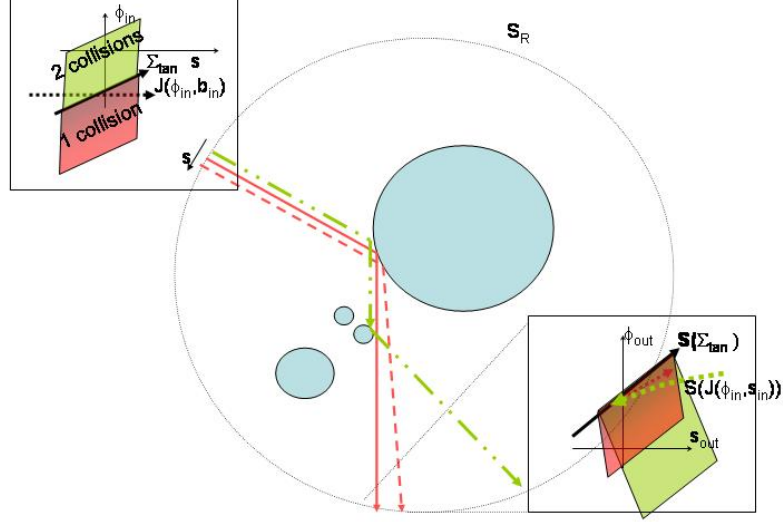 ϕin
2 collisions
Σtan s
J(ϕin,bin)
1 collision
s
SR
ϕout
S(Σtan)
S(J(ϕin,sin))
sout